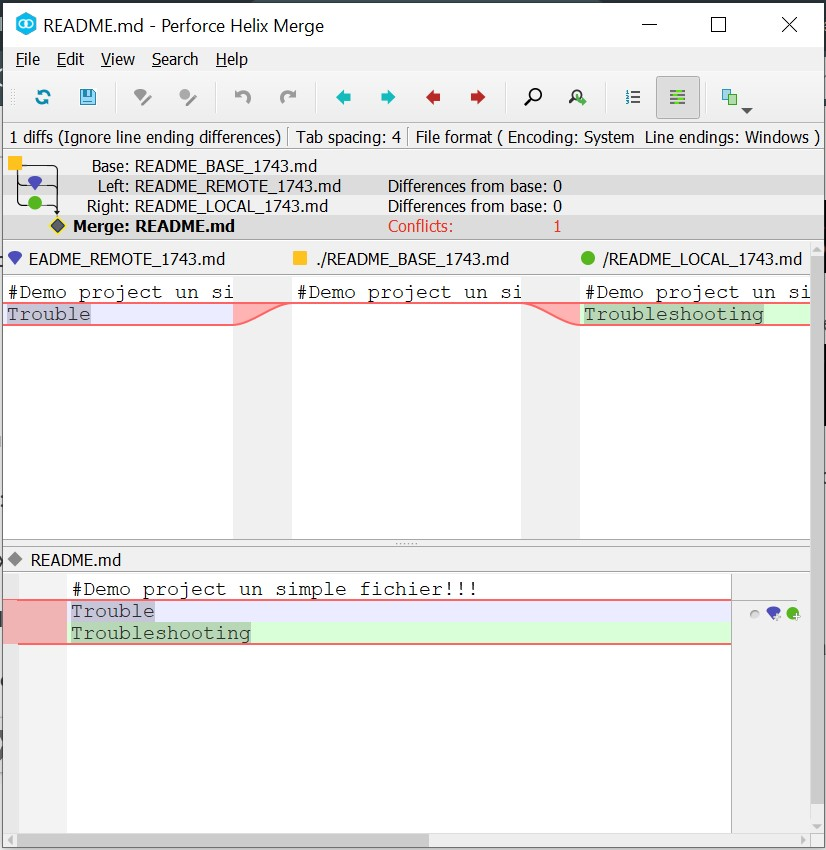 README.md - Perforce Helix Merge
File Edit View Search Help
1 diffs (Ignore line ending differences) Tab spacing: 4 File format ( Encoding: System Line endings: Windows )
Base: README_BASE_1743.md
Left: README_REMOTE_1743.md Differences from base: 0
Right: README_LOCAL_1743.md Differences from base: 0
Merge: README.md Conflicts: 1
EADME_REMOTE_1743.md ./README_BASE_1743.md /README_LOCAL_1743.md
#Demo project un si #Demo project un si #Demo project un si
Trouble Troubleshooting
README.md
#Demo project un simple fichier!!!
Trouble
Troubleshooting